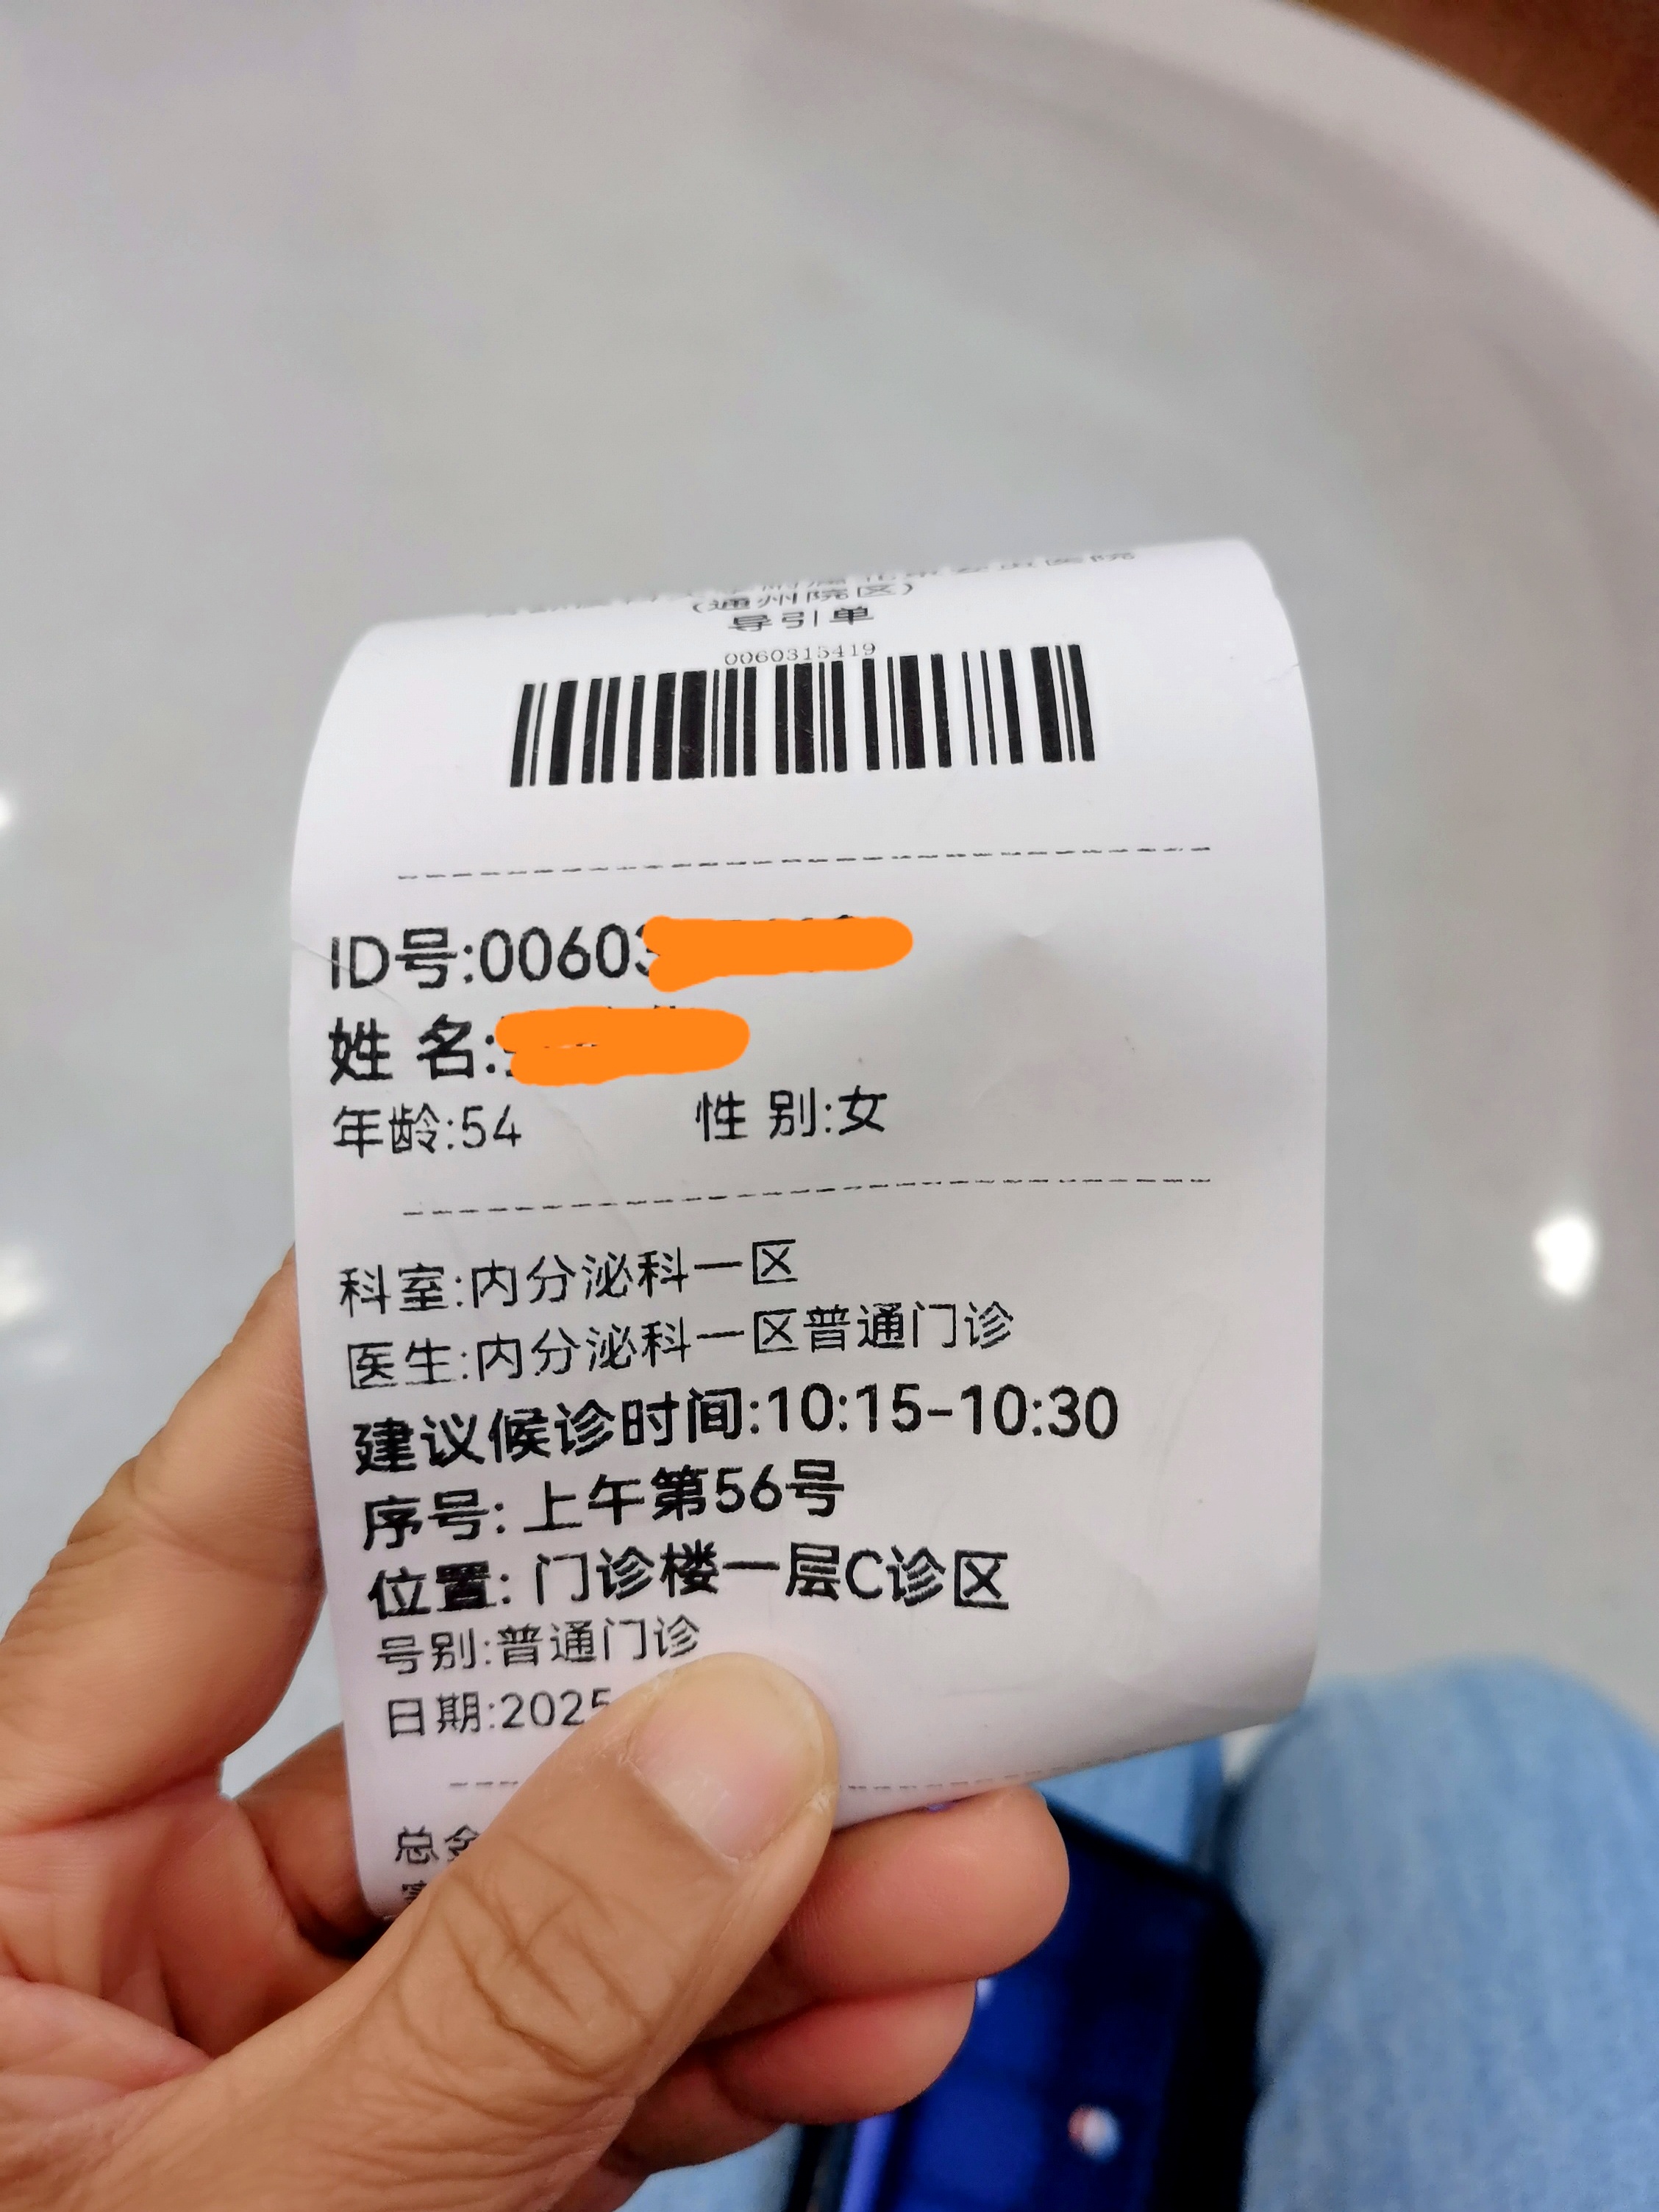 (通州院区)
导引单
0060315419
ID号:00603
姓 名:
年龄:54 性 别:女
科室:内分泌科一区
医生:内分泌科一区普通门诊
建议候诊时间:10:15-10:30
序号: 上午第56号
位置: 门诊楼一层C诊区
号别:普通门诊
日期:2025